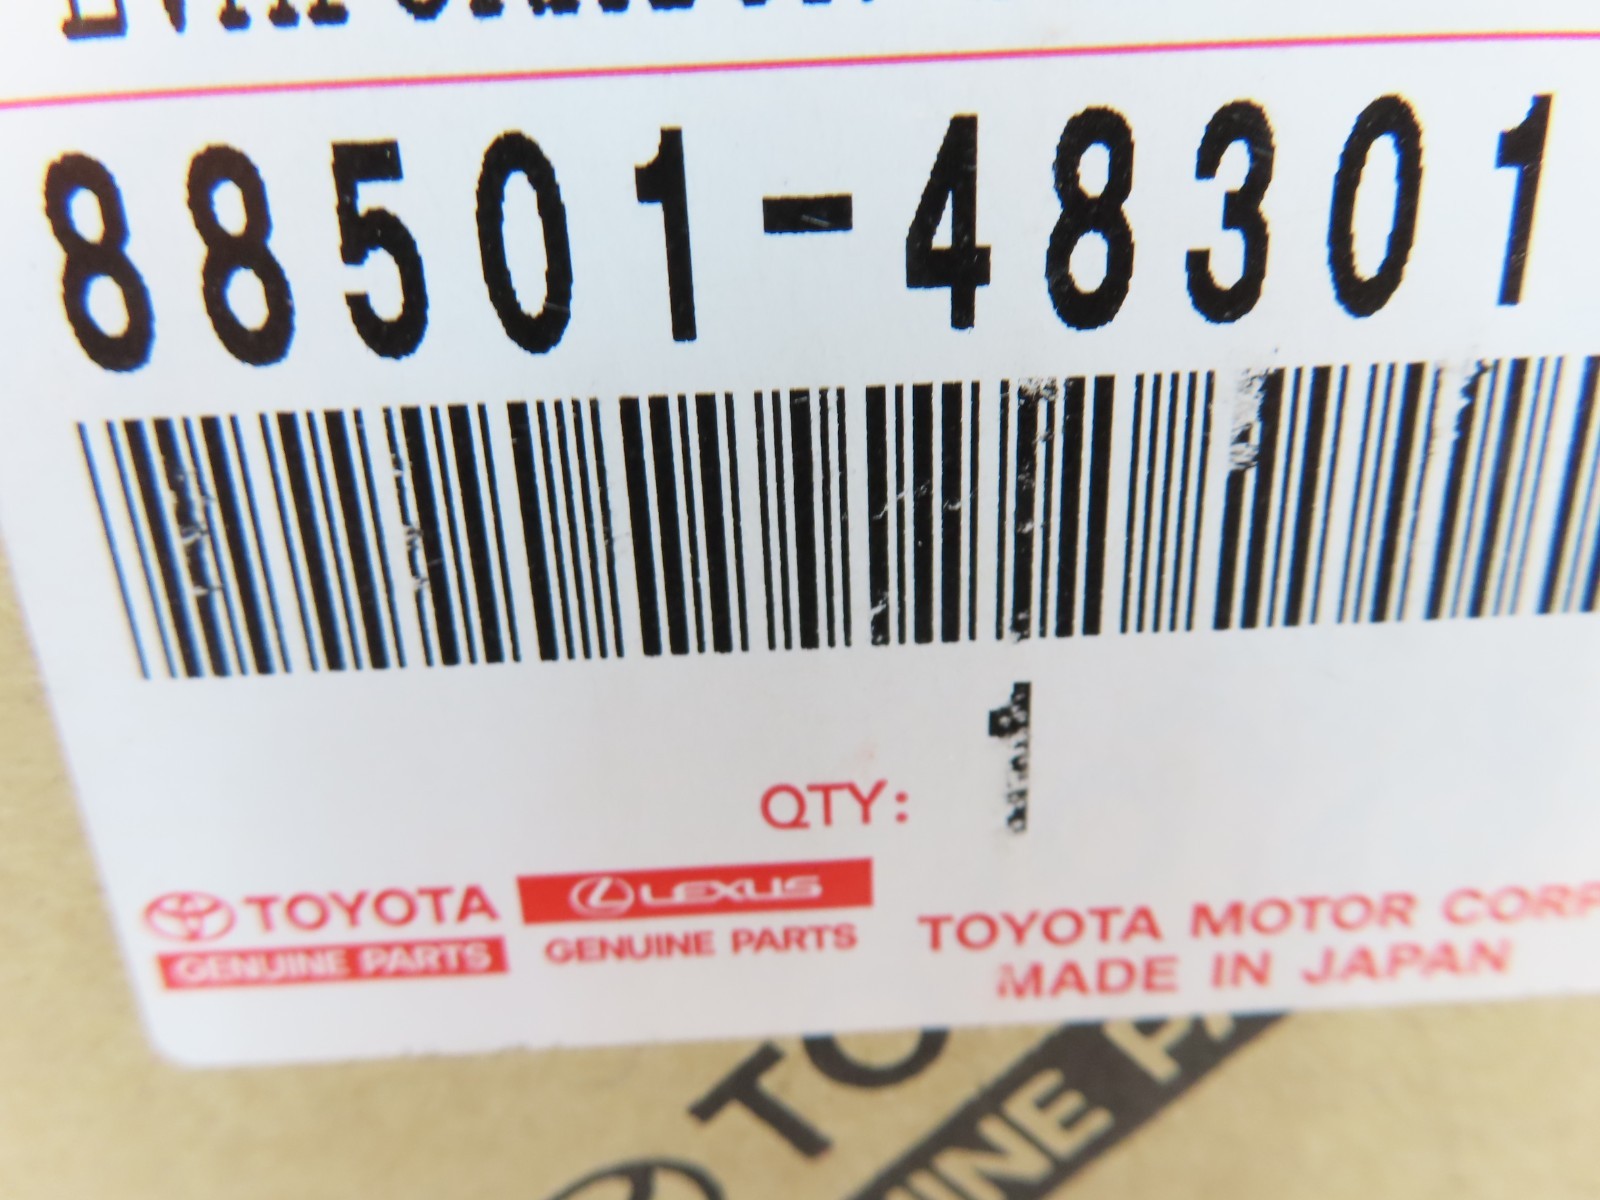 88501-48301
QTY: 1
TOYOTA
GENUINE PARTS
LEXUS
GENUINE PARTS
TOYOTA MOTOR CORP
MADE IN JAPAN